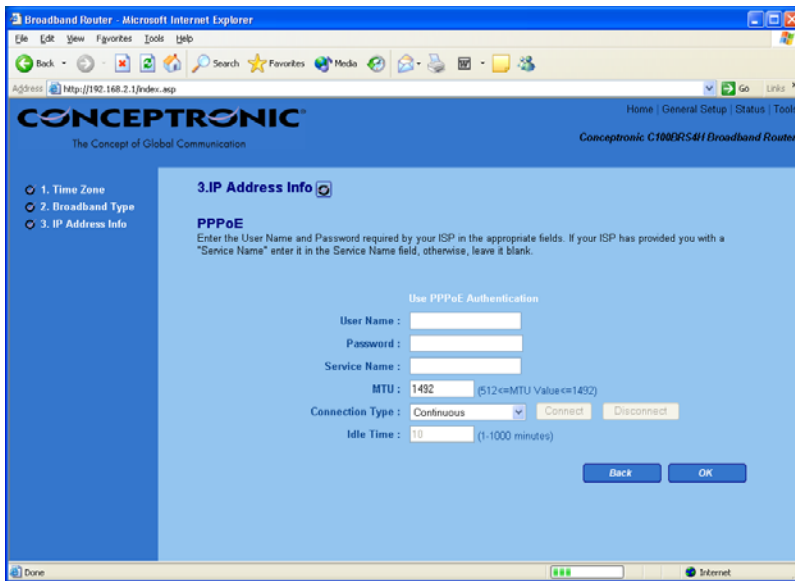 Broadband Router - Microsoft Internet Explorer
File Edit View Favorites Tools Help
Back Search Favorites Media
Address http://192.168.2.1/index.asp Go Links
CONCEPTRONIC
The Concept of Global Communication
Home | General Setup | Status | Tools
Conceptronic C100BRS4H Broadband Router
1. Time Zone
2. Broadband Type
3. IP Address Info
3.IP Address Info
PPPoE
Enter the User Name and Password required by your ISP in the appropriate fields. If your ISP has provided you with a
"Service Name" enter it in the Service Name field, otherwise, leave it blank.
Use PPPoE Authentication
User Name :
Password :
Service Name :
MTU : 1492 (512<=MTU Value<=1492)
Connection Type : Continuous Connect Disconnect
Idle Time : 10 (1-1000 minutes)
Back OK
Done Internet